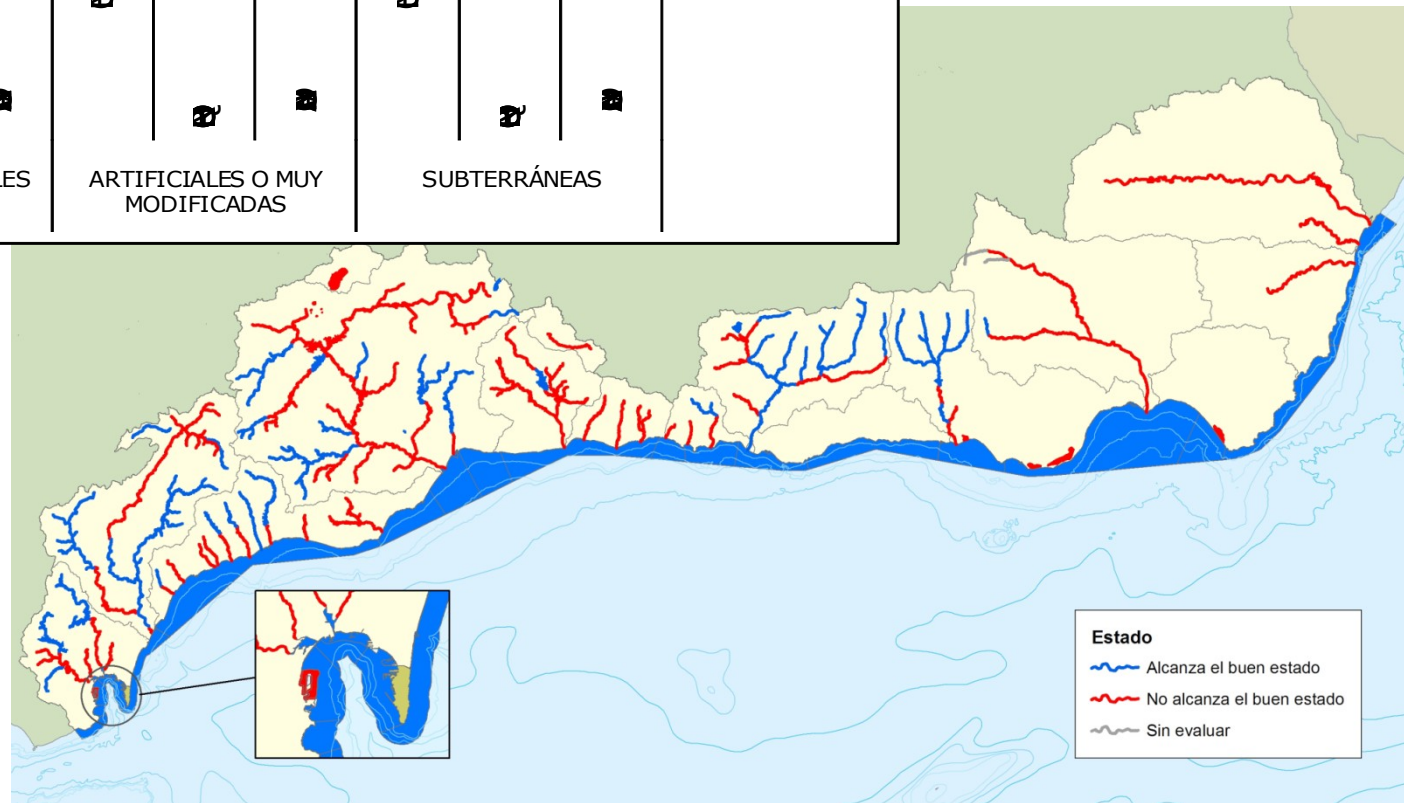 ARTIFICIALES O MUY
MODIFICADAS
SUBTERRÁNEAS
Estado
Alcanza el buen estado
No alcanza el buen estado
Sin evaluar